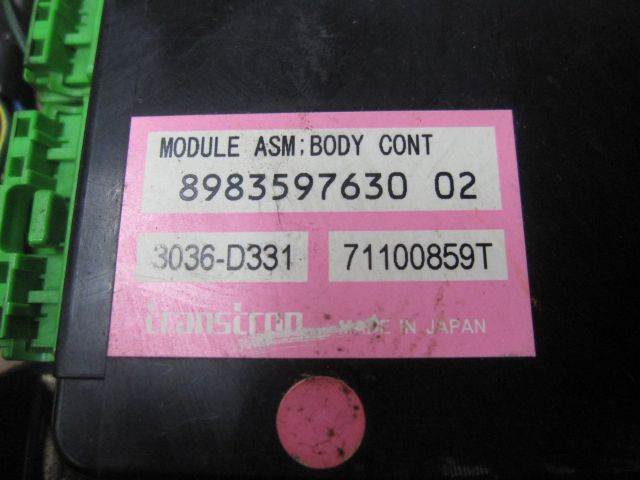 MODULE ASM;BODY CONT
8983597630 02
3036-D331 71100859T
transtron MADE IN JAPAN